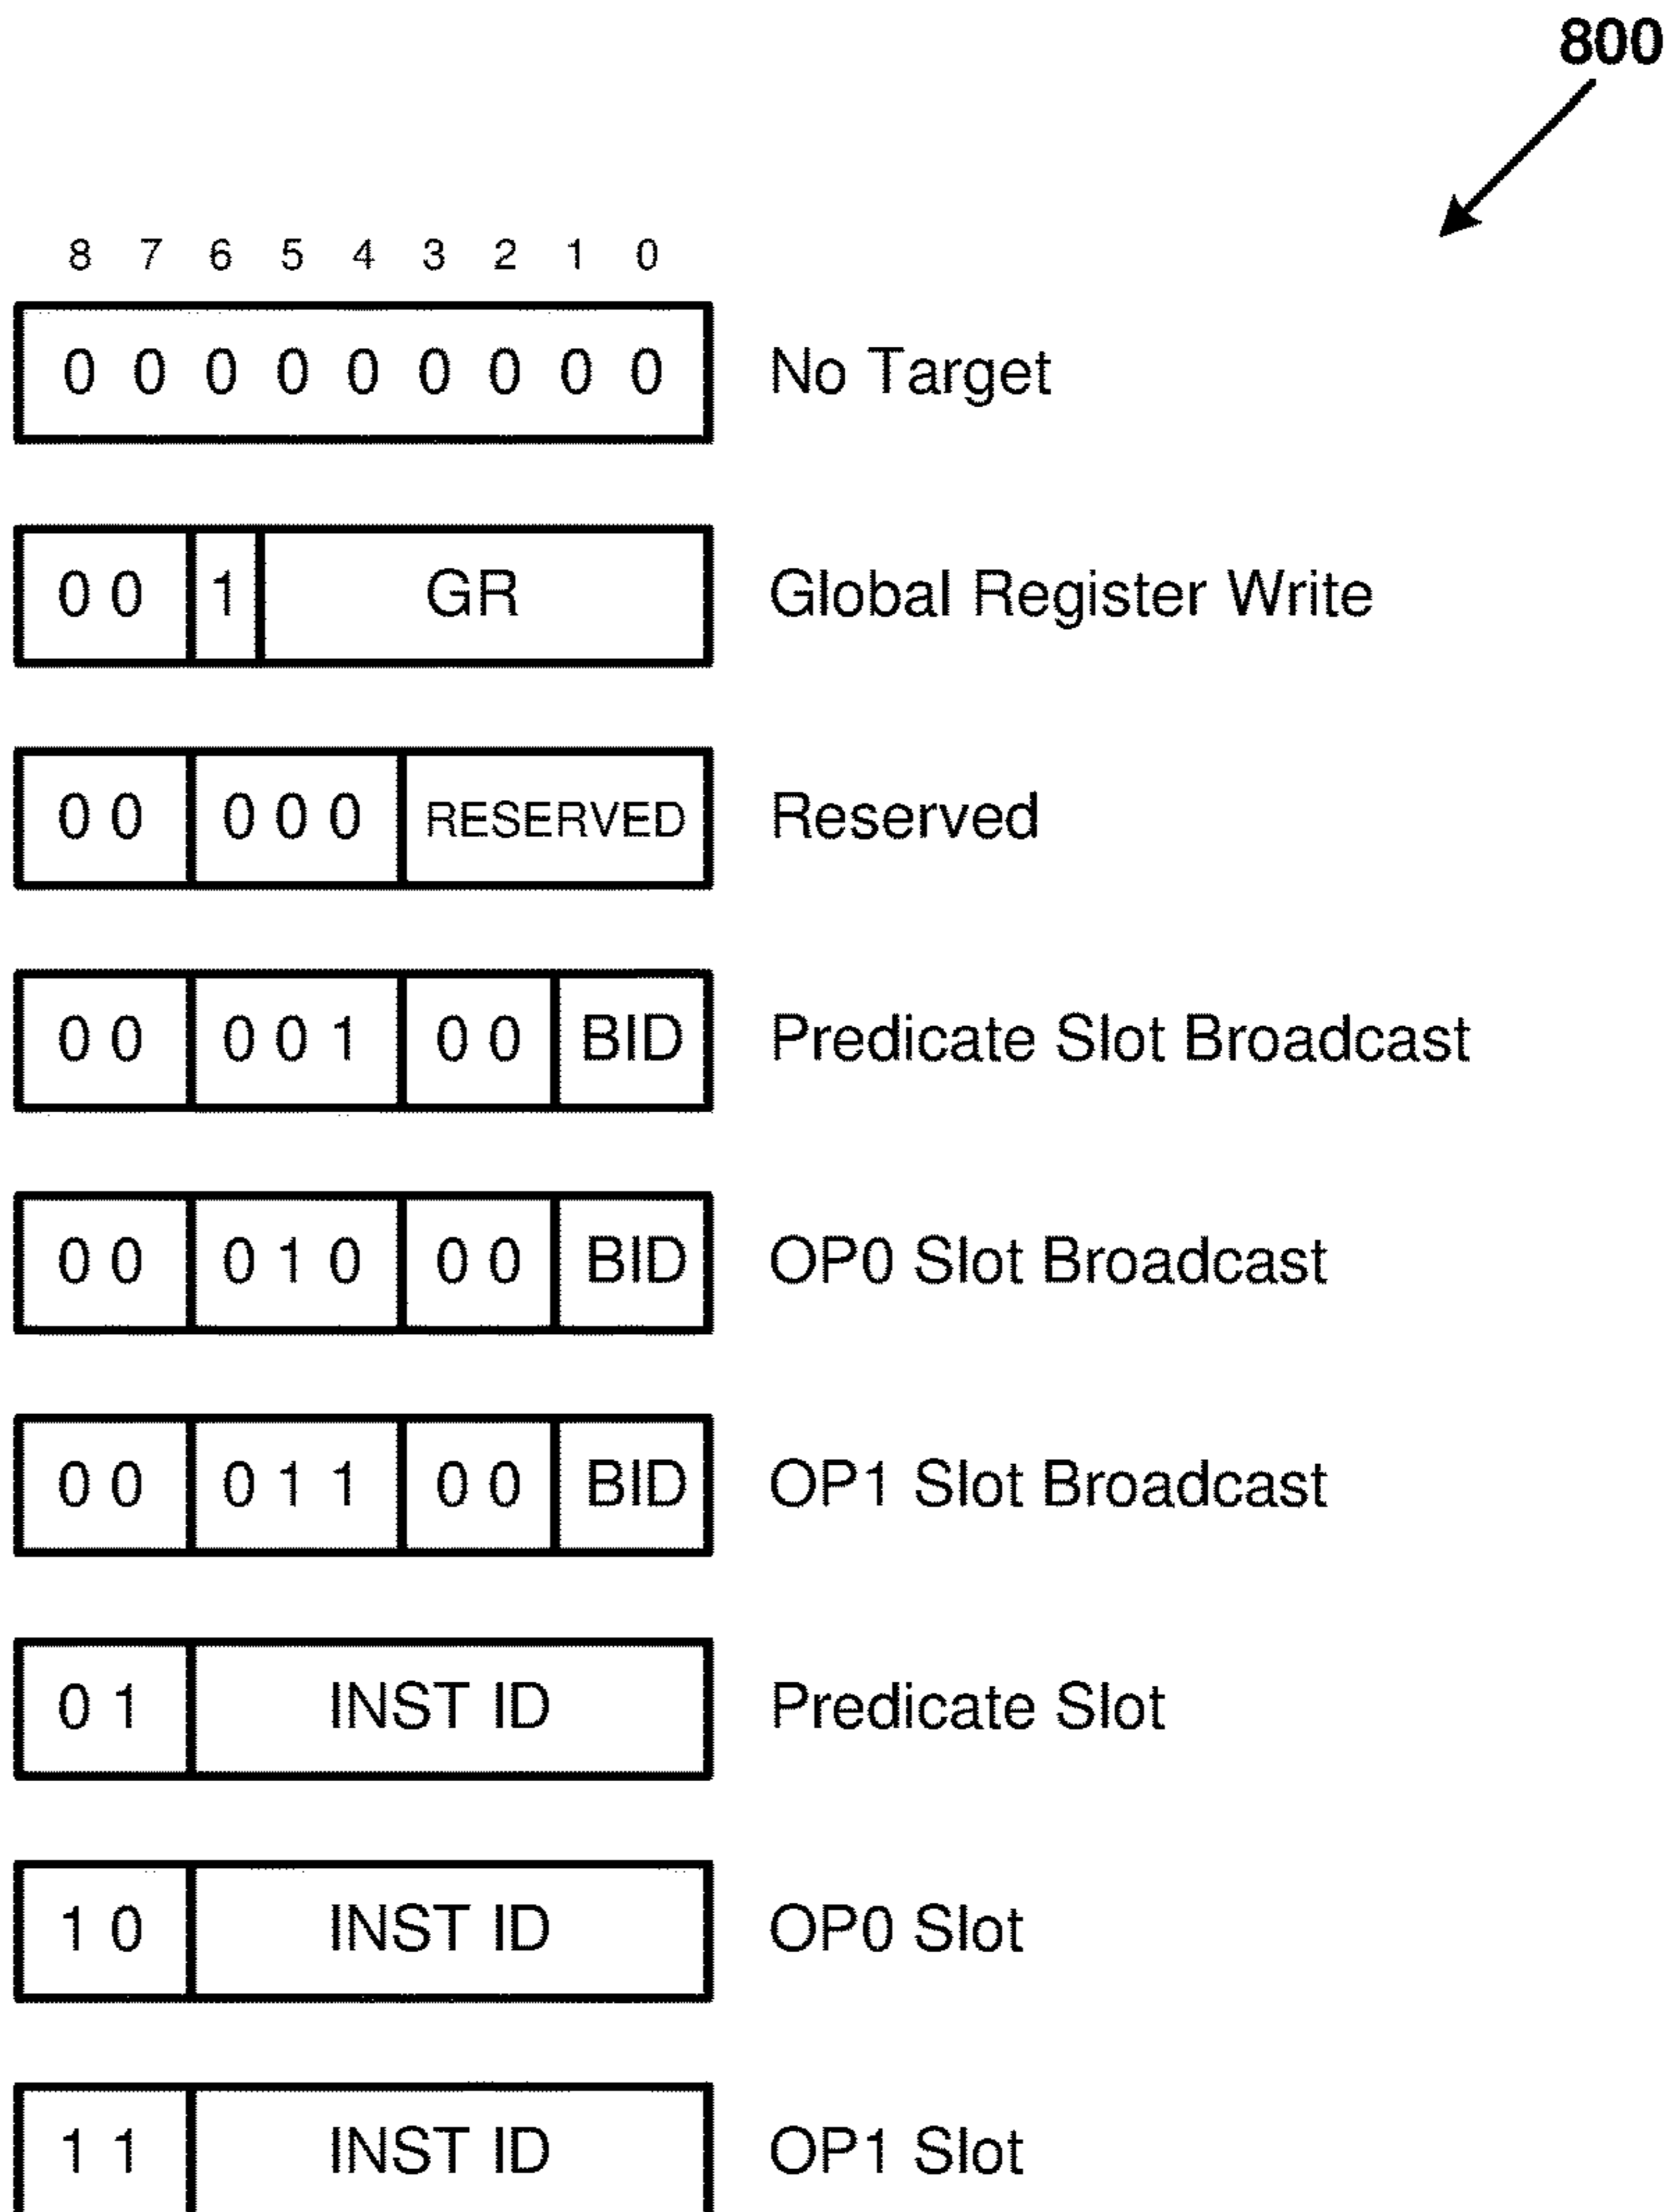 800
8 7 6 5 4 3 2 1 0
0 0 0 0 0 0 0 0 0 No Target
0 0 1 GR Global Register Write
0 0 0 0 0 RESERVED Reserved
0 0 0 0 1 0 0 BID Predicate Slot Broadcast
0 0 0 1 0 0 0 BID OP0 Slot Broadcast
0 0 0 1 1 0 0 BID OP1 Slot Broadcast
0 1 INST ID Predicate Slot
1 0 INST ID OP0 Slot
1 1 INST ID OP1 Slot